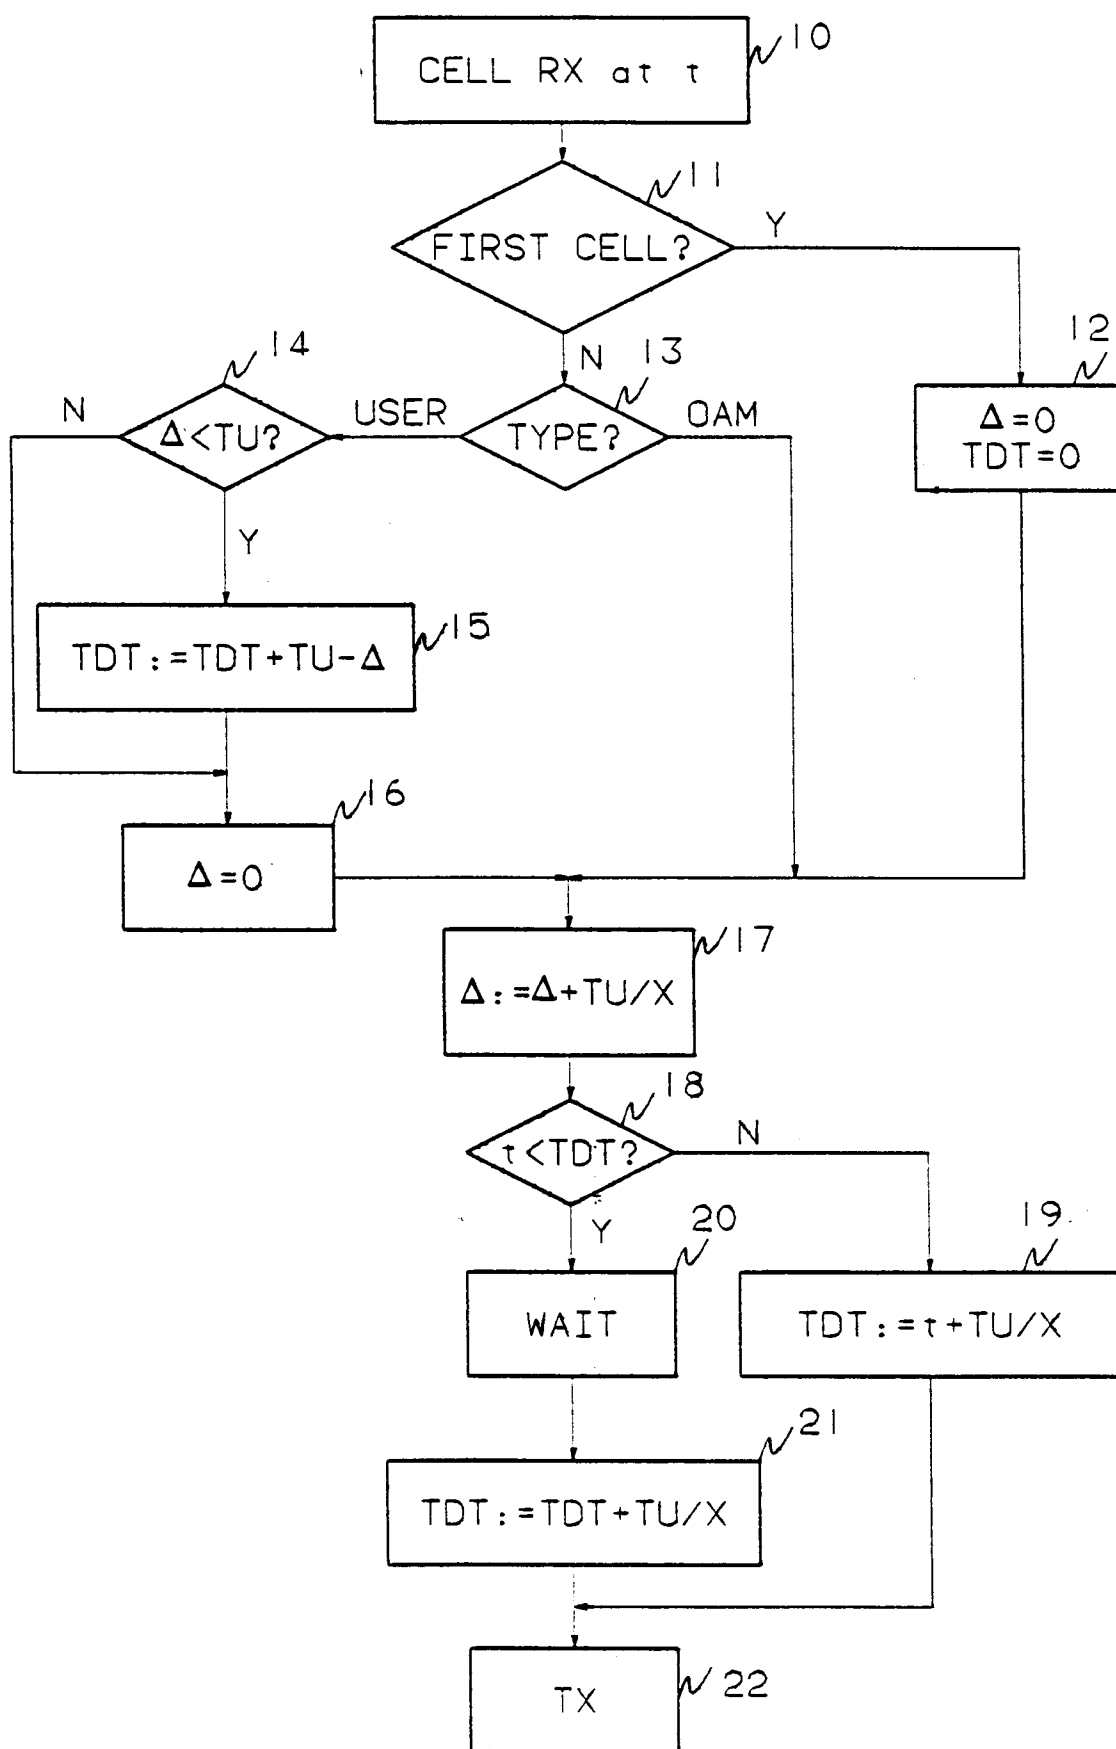 10
CELL RX at t
11
FIRST CELL?
Y
N
12
Δ=0
TDT=0
13
TYPE?
USER
OAM
14
Δ<TU?
N
Y
15
TDT:=TDT+TU-Δ
16
Δ=0
17
Δ:=Δ+TU/X
18
t<TDT?
N
Y
20
WAIT
19
TDT:=t+TU/X
21
TDT:=TDT+TU/X
22
TX